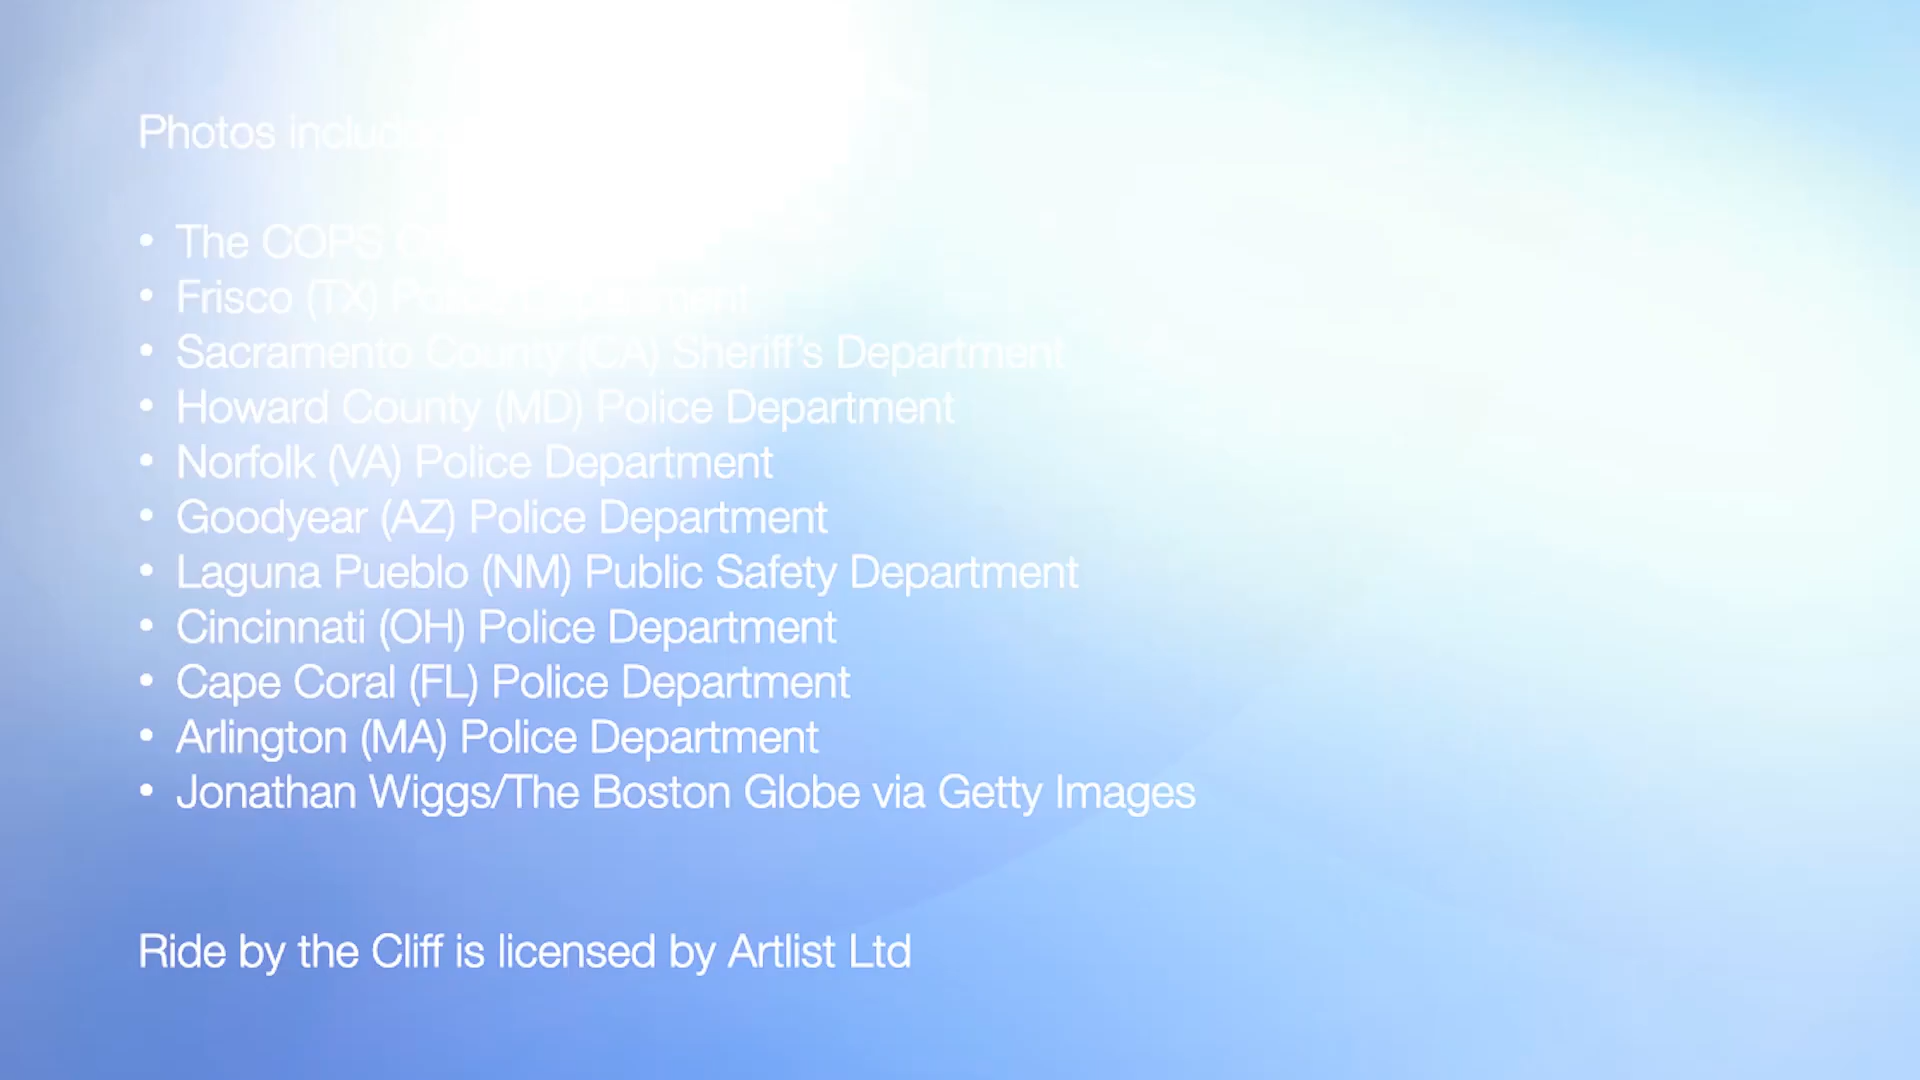 Photos included
• The COPS
• Frisco (TX) Police Department
• Sacramento County (CA) Sheriff's Department
• Howard County (MD) Police Department
• Norfolk (VA) Police Department
• Goodyear (AZ) Police Department
• Laguna Pueblo (NM) Public Safety Department
• Cincinnati (OH) Police Department
• Cape Coral (FL) Police Department
• Arlington (MA) Police Department
• Jonathan Wiggs/The Boston Globe via Getty Images
Ride by the Cliff is licensed by Artlist Ltd